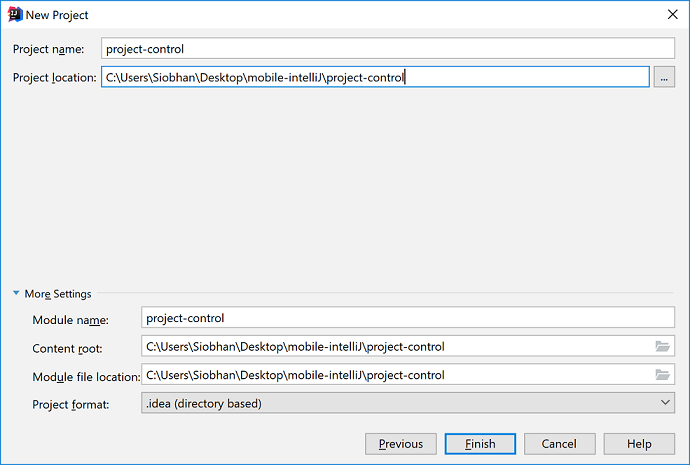 New Project
Project name: project-control
Project location: C:\Users\Siobhan\Desktop\mobile-intelliJ\project-control ...
More Settings
Module name: project-control
Content root: C:\Users\Siobhan\Desktop\mobile-intelliJ\project-control
Module file location: C:\Users\Siobhan\Desktop\mobile-intelliJ\project-control
Project format: .idea (directory based)
Previous Finish Cancel Help